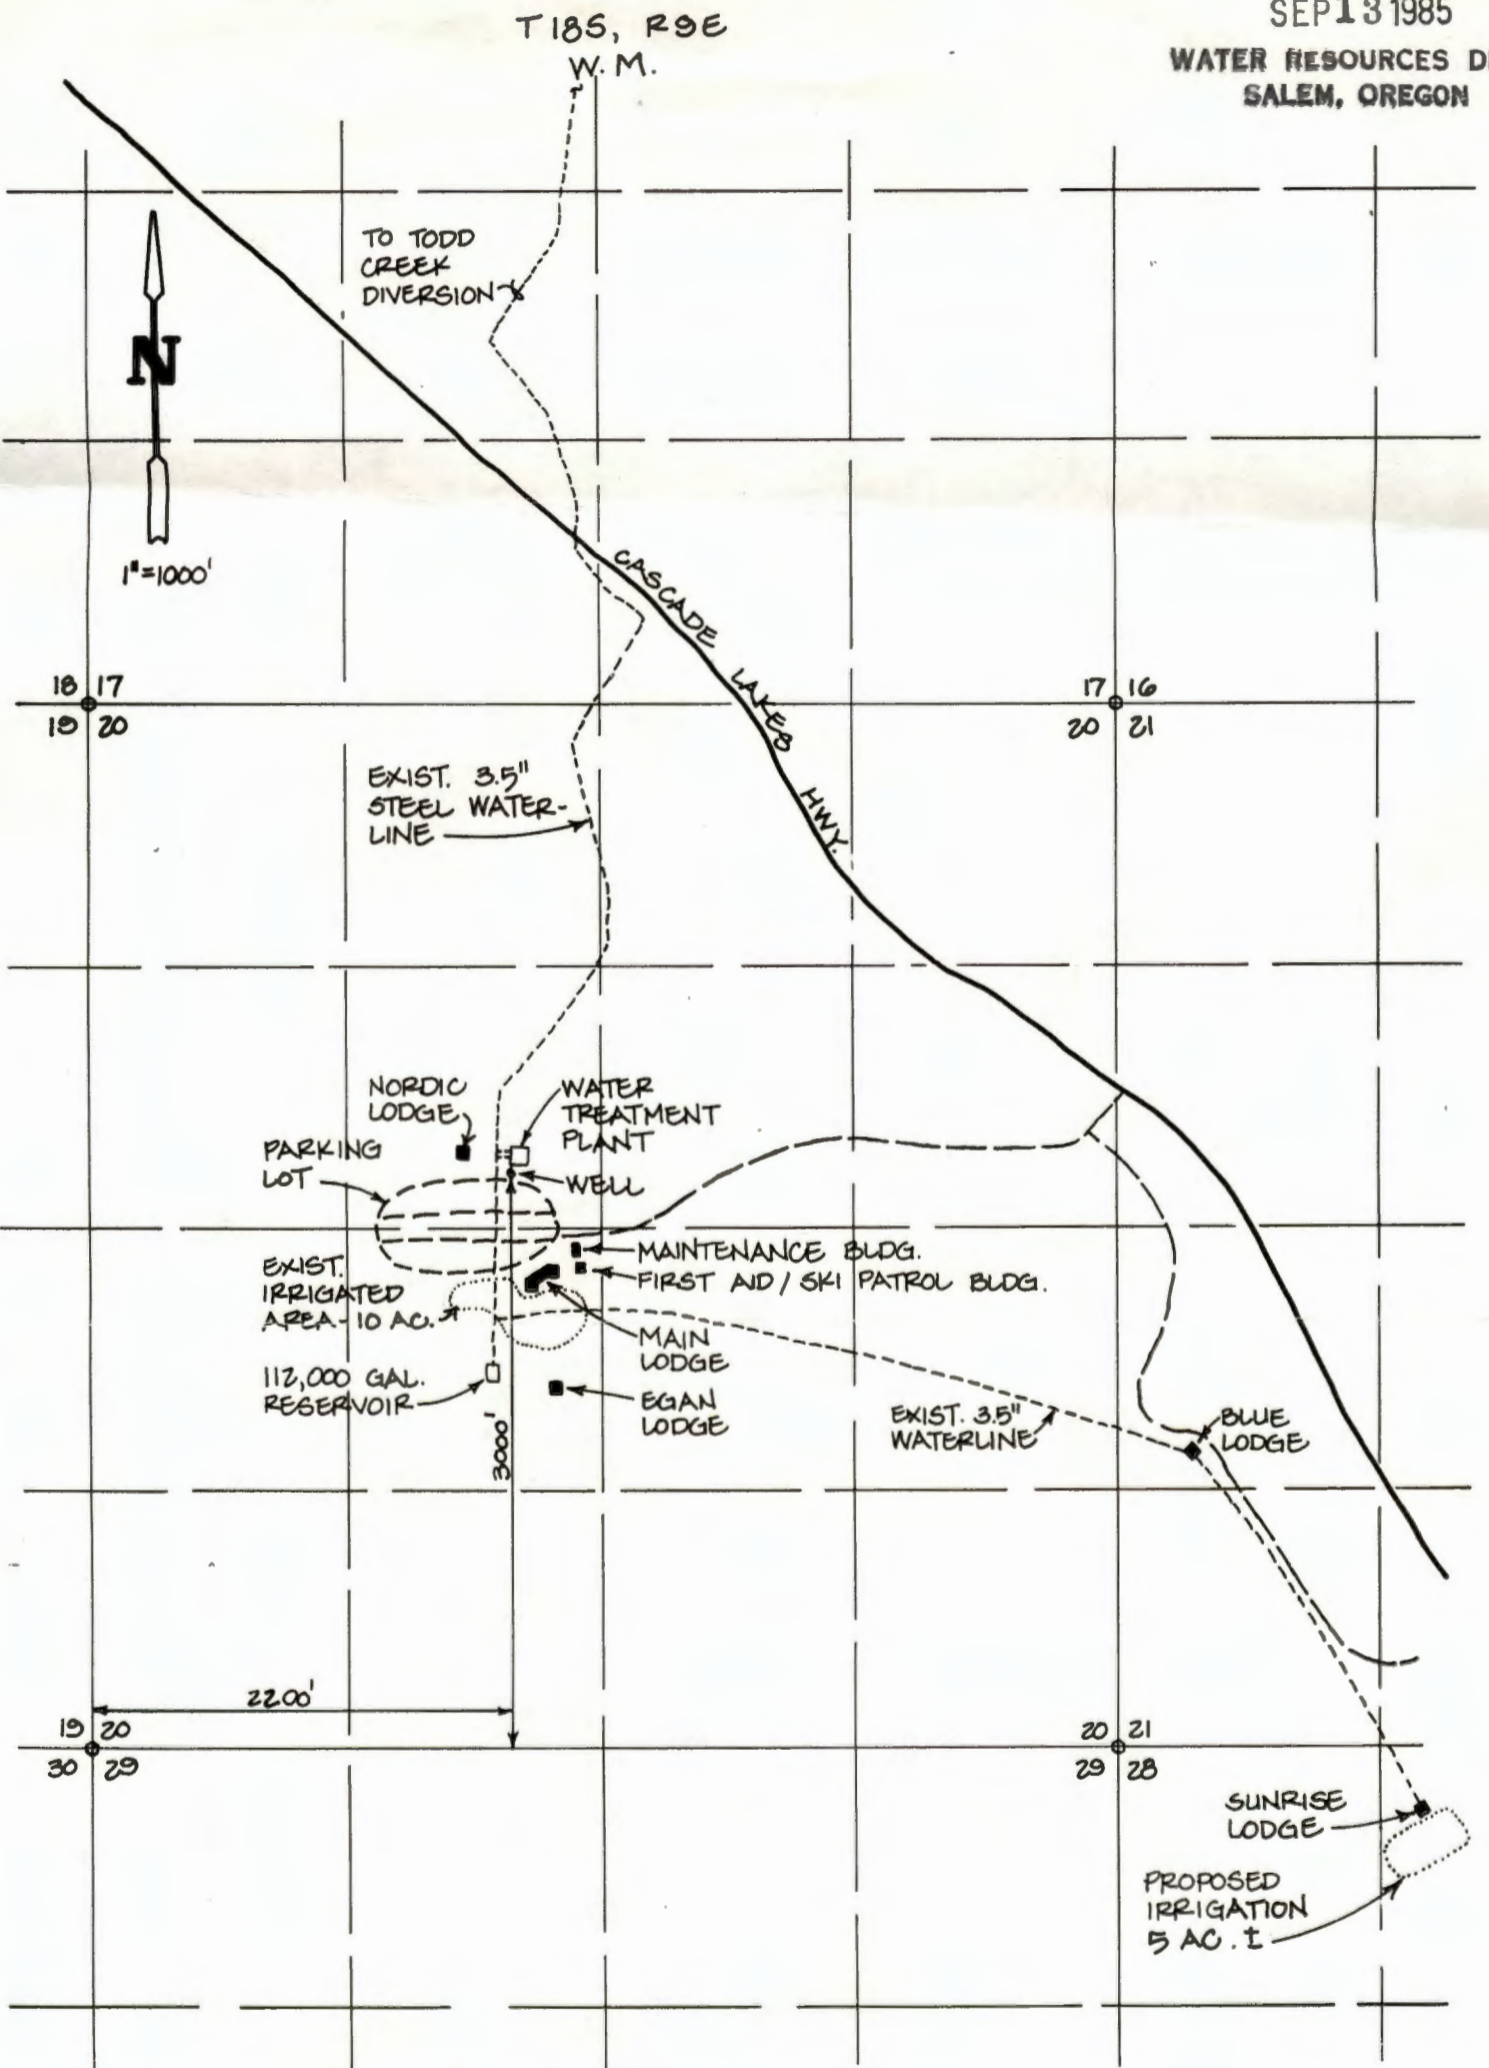 T18S, R9E
W. M.
SEP 13 1985
WATER RESOURCES
SALEM, OREGON
TO TODD
CREEK
DIVERSION
N
1"=1000'
CASCADE LAKES HWY.
18 17
19 20
17 16
20 21
EXIST. 3.5"
STEEL WATER-
LINE
NORDIC
LODGE
WATER
TREATMENT
PLANT
PARKING
LOT
WELL
MAINTENANCE BLDG.
FIRST AID / SKI PATROL BLDG.
EXIST.
IRRIGATED
AREA - 10 AC.
MAIN
LODGE
112,000 GAL.
RESERVOIR
EGAN
LODGE
3000'
EXIST. 3.5"
WATERLINE
BLUE
LODGE
2200'
19 20
30 29
20 21
29 28
SUNRISE
LODGE
PROPOSED
IRRIGATION
5 AC. ±